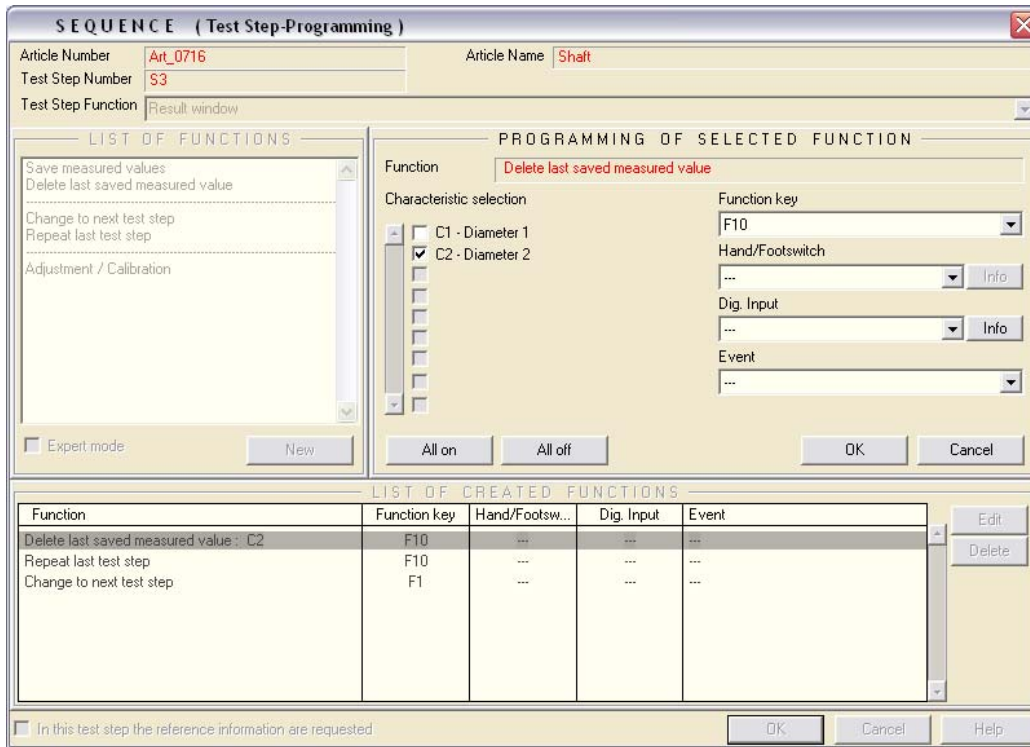 S E Q U E N C E ( Test Step-Programming )
Article Number Art_0716 Article Name Shaft
Test Step Number S3
Test Step Function Result window
LIST OF FUNCTIONS
Save measured values
Delete last saved measured value
Change to next test step
Repeat last test step
Adjustment / Calibration
Expert mode New
PROGRAMMING OF SELECTED FUNCTION
Function Delete last saved measured value
Characteristic selection
C1 - Diameter 1
C2 - Diameter 2
Function key
F10
Hand/Footswitch
--- Info
Dig. Input
--- Info
Event
---
All on All off OK Cancel
LIST OF CREATED FUNCTIONS
Function Function key Hand/Footsw... Dig. Input Event
Delete last saved measured value : C2 F10 --- --- ---
Repeat last test step F10 --- --- ---
Change to next test step F1 --- --- ---
Edit
Delete
In this test step the reference information are requested OK Cancel Help